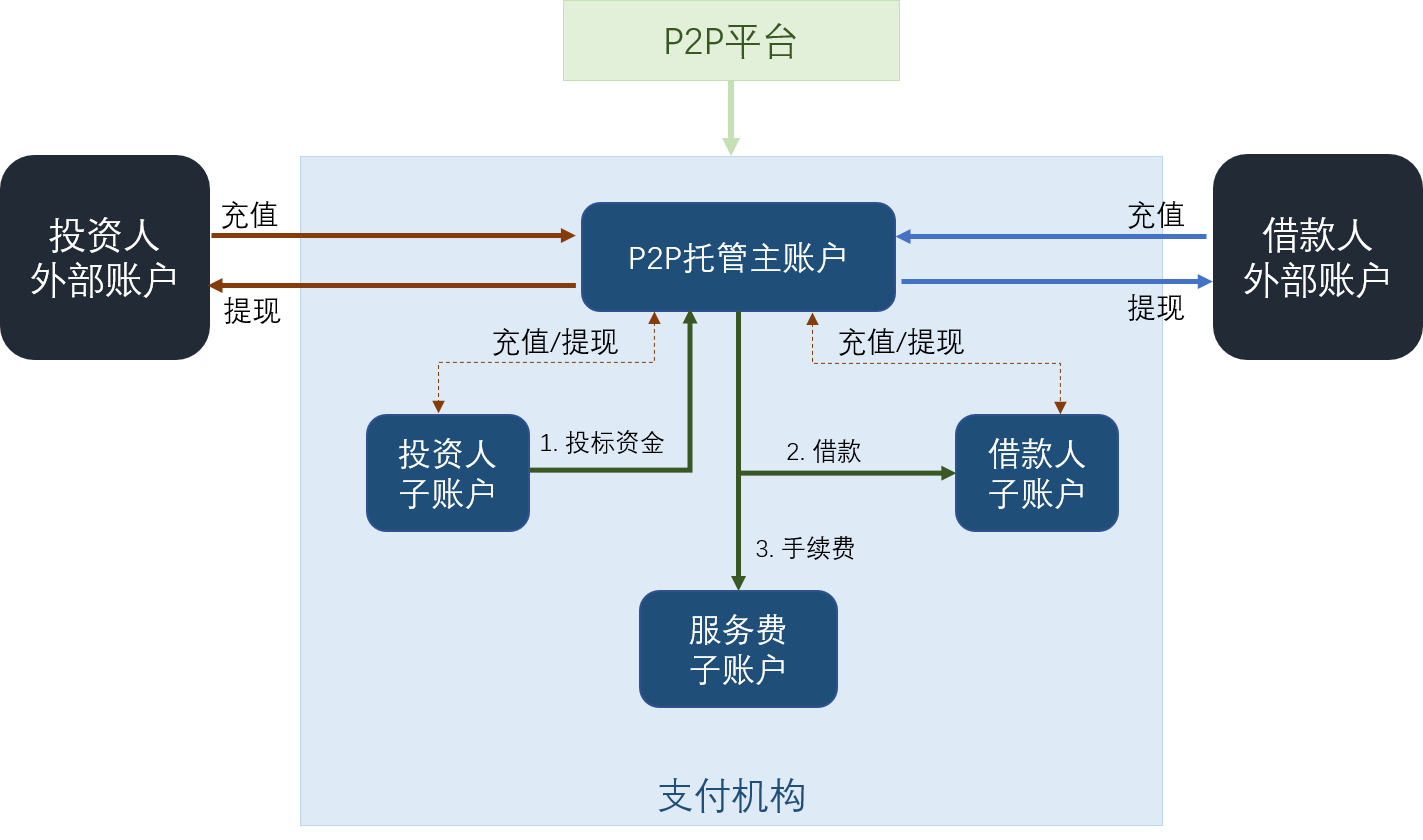 P2P平台
投资人
外部账户
充值
提现
P2P托管主账户
充值
提现
借款人
外部账户
充值/提现
充值/提现
投资人
子账户
1. 投标资金
2. 借款
借款人
子账户
3. 手续费
服务费
子账户
支付机构